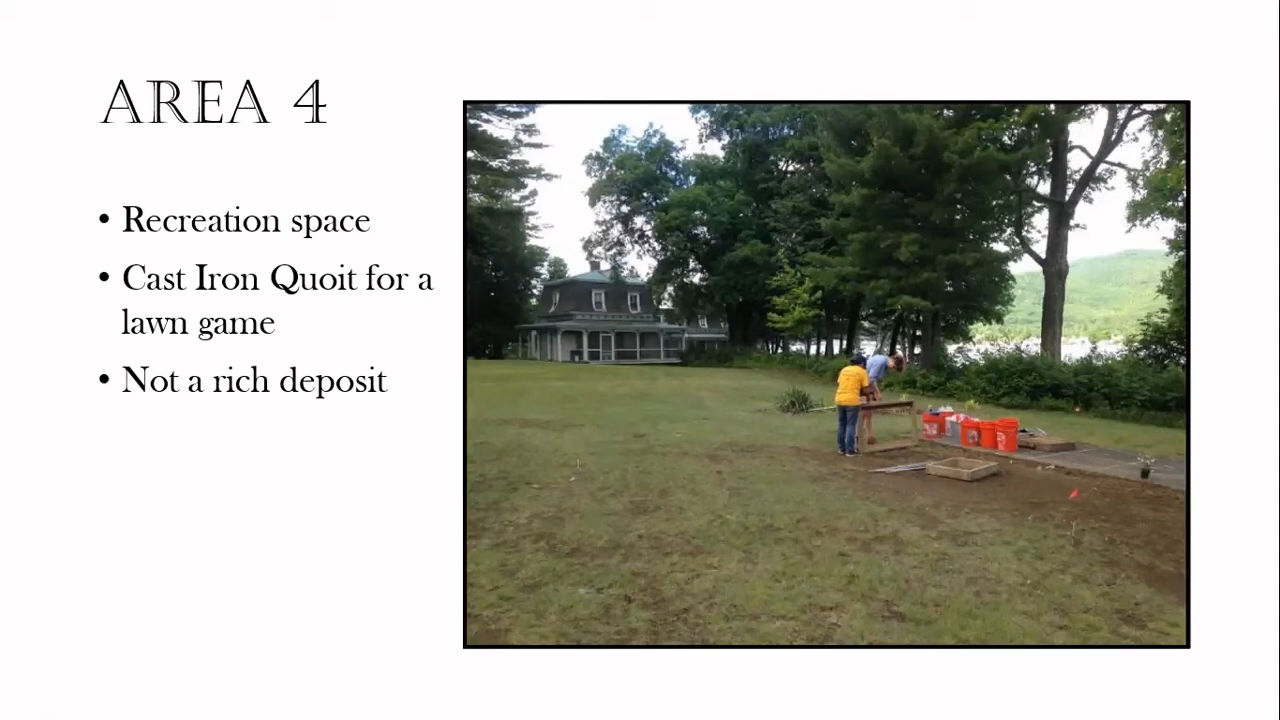 AREA 4
• Recreation space
• Cast Iron Quoit for a
lawn game
• Not a rich deposit